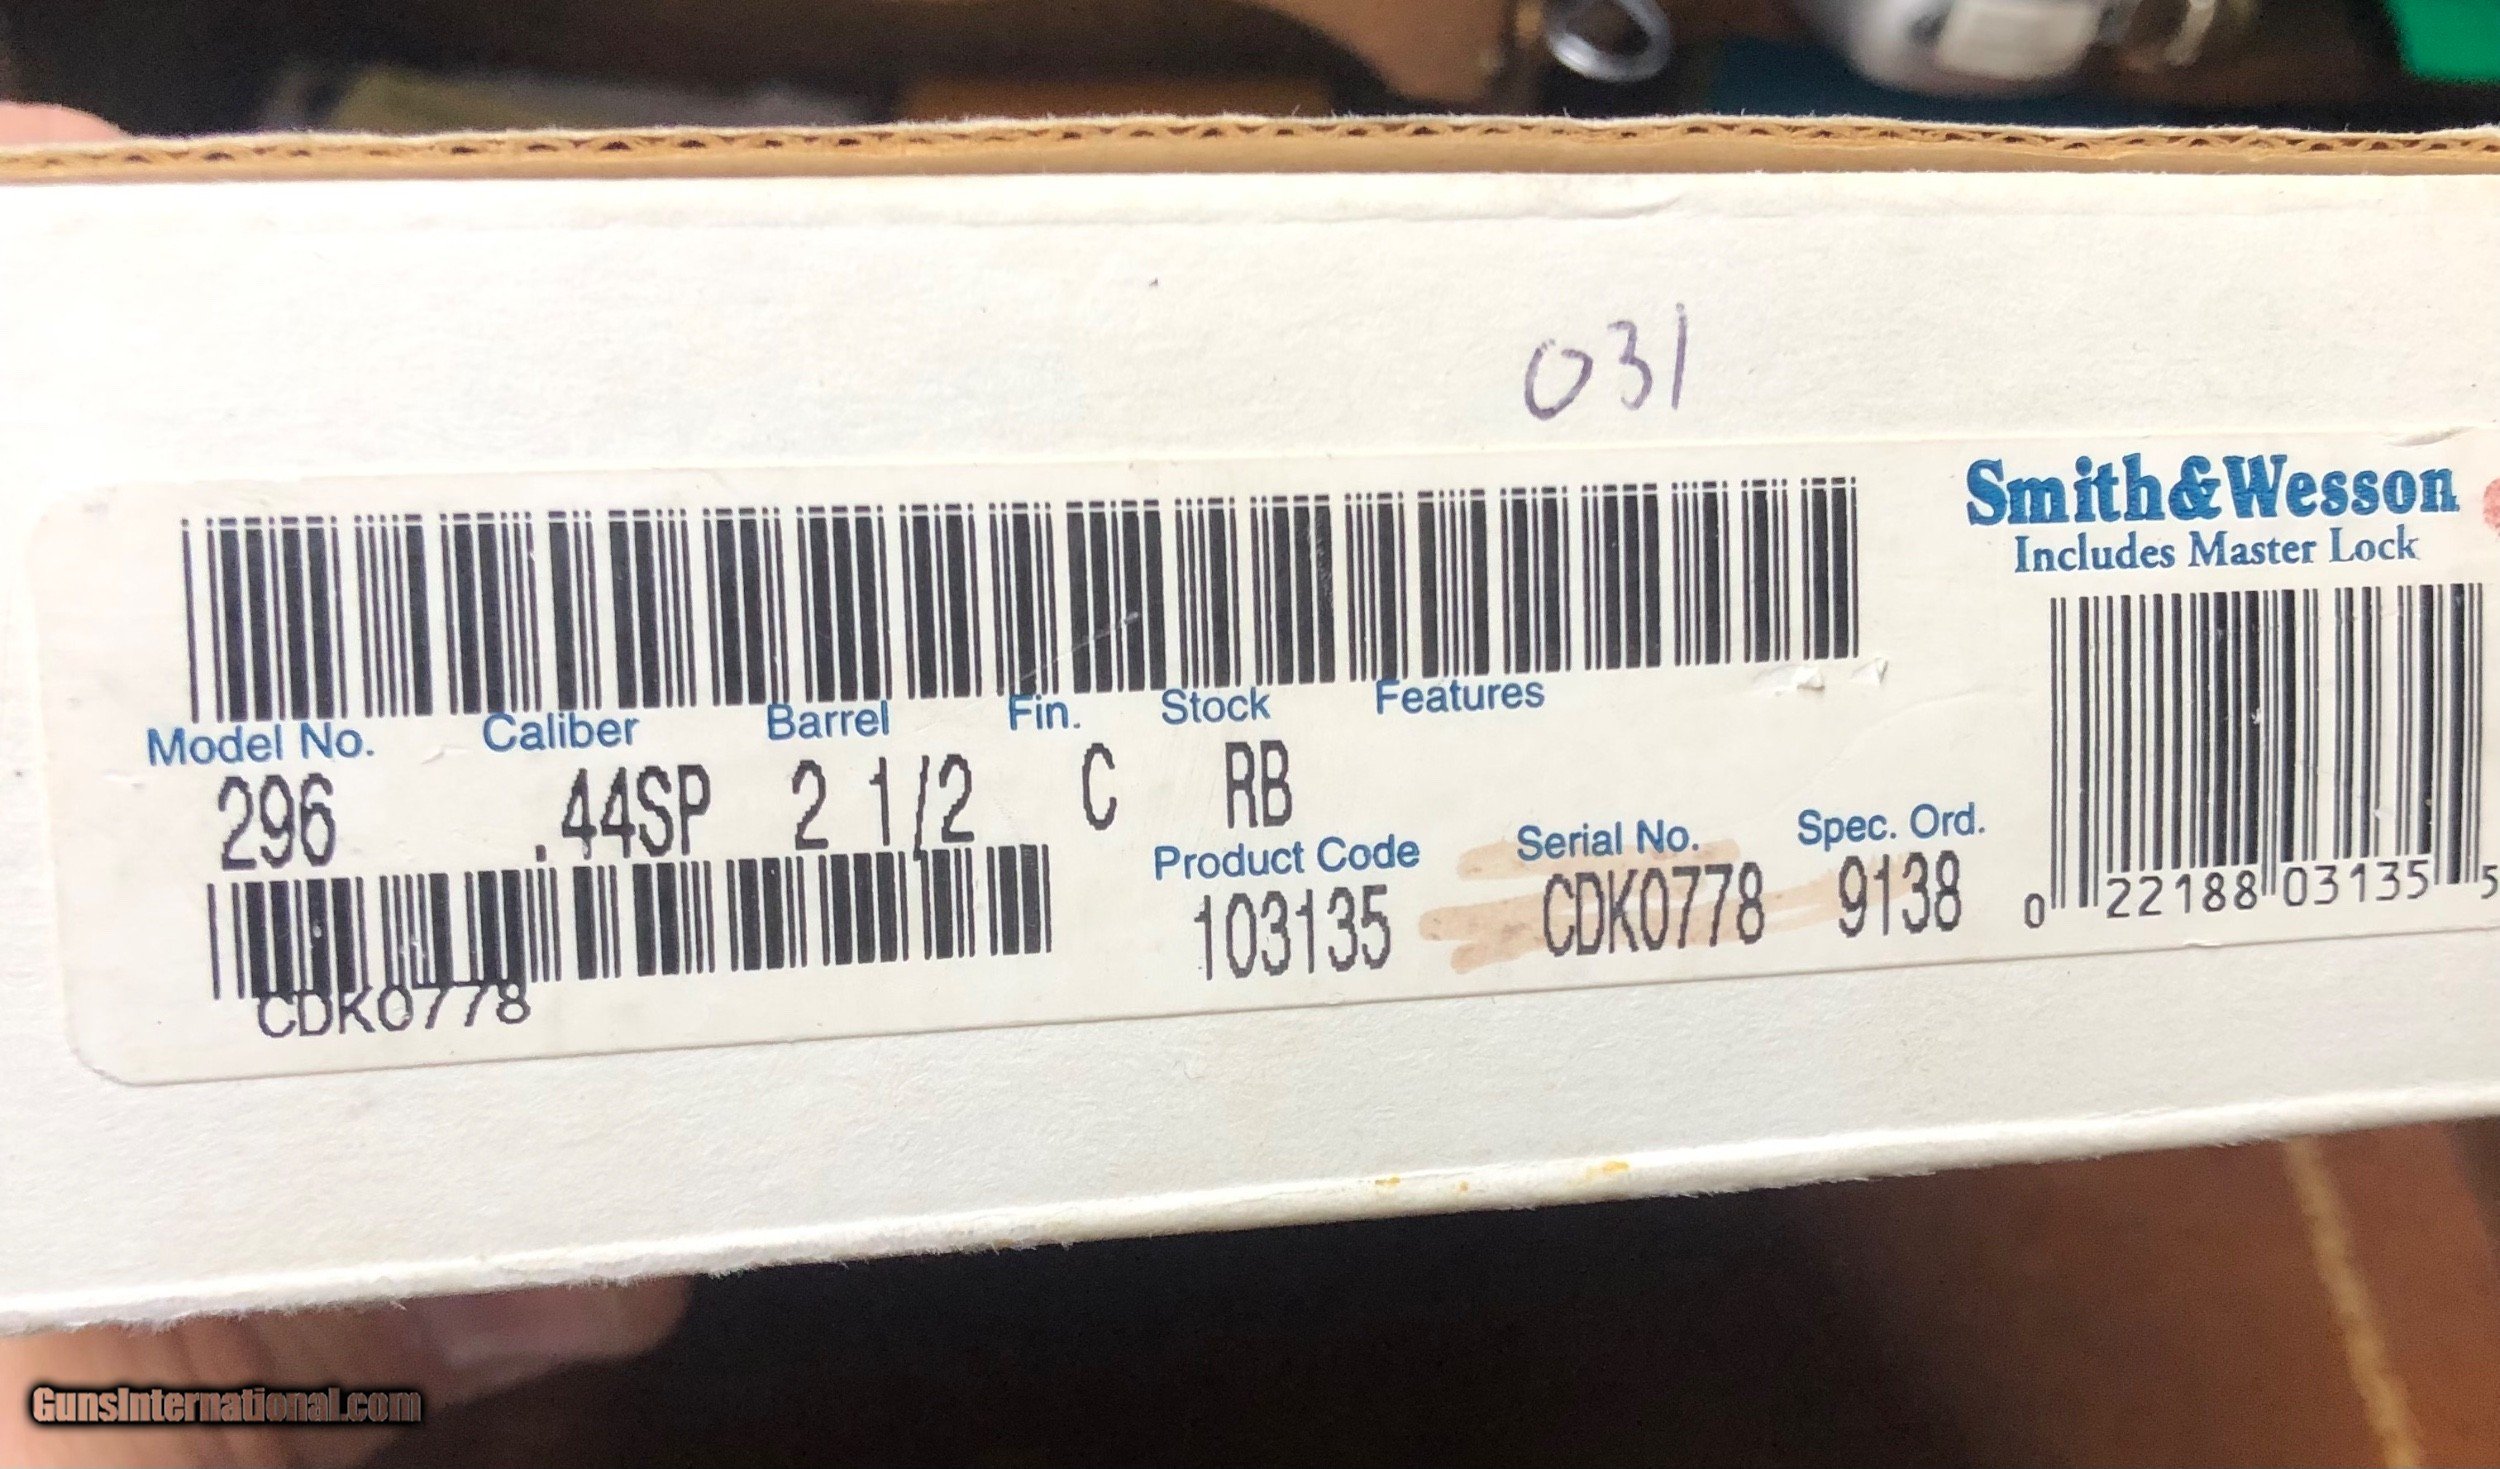 031
Smith&Wesson
Includes Master Lock
Model No. Caliber Barrel Fin. Stock Features
296 .44SP 2 1/2 C RB
Product Code Serial No. Spec. Ord.
103135 CDK0778 9138
0 22188 03135 5
CDK0778
GunsInternational.com